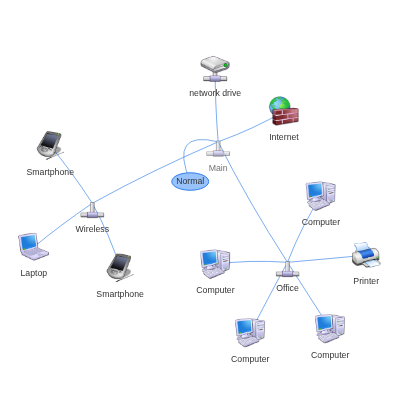 network drive
Internet
Smartphone
Main
Normal
Computer
Wireless
Laptop
Smartphone
Computer
Office
Printer
Computer
Computer